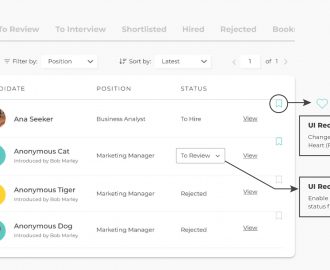 To Review To Interview Shortlisted Hired Rejected Book
Filter by: Position Sort by: Latest 1 of 1
DIDATE POSITION STATUS
Ana Seeker Business Analyst To Hire View
Anonymous Cat
Introduced by Bob Marley
Marketing Manager To Review View
Anonymous Tiger
Introduced by Bob Marley
Marketing Manager Rejected View
Anonymous Dog
Introduced by Bob Marley
Marketing Manager Rejected View
UI Rec
Change
Heart (F
UI Rec
Enable
status f